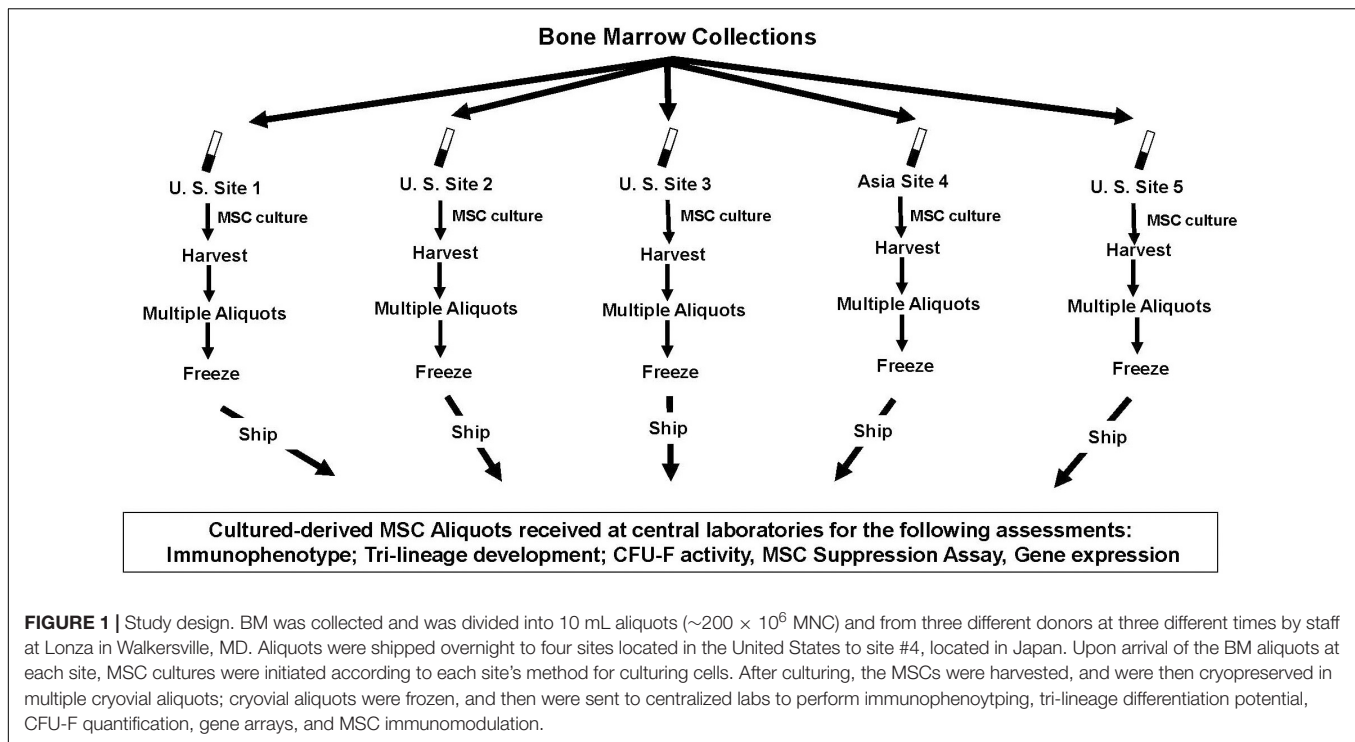 Bone Marrow Collections
U. S. Site 1
U. S. Site 2
U. S. Site 3
Asia Site 4
U. S. Site 5
MSC culture
MSC culture
MSC culture
MSC culture
MSC culture
Harvest
Harvest
Harvest
Harvest
Harvest
Multiple Aliquots
Multiple Aliquots
Multiple Aliquots
Multiple Aliquots
Multiple Aliquots
Freeze
Freeze
Freeze
Freeze
Freeze
Ship
Ship
Ship
Ship
Ship
Cultured-derived MSC Aliquots received at central laboratories for the following assessments:
Immunophenotype; Tri-lineage development; CFU-F activity, MSC Suppression Assay, Gene expression
FIGURE 1 | Study design. BM was collected and was divided into 10 mL aliquots (~200 × 10⁶ MNC) and from three different donors at three different times by staff
at Lonza in Walkersville, MD. Aliquots were shipped overnight to four sites located in the United States to site #4, located in Japan. Upon arrival of the BM aliquots at
each site, MSC cultures were initiated according to each site's method for culturing cells. After culturing, the MSCs were harvested, and were then cryopreserved in
multiple cryovial aliquots; cryovial aliquots were frozen, and then were sent to centralized labs to perform immunophenoytping, tri-lineage differentiation potential,
CFU-F quantification, gene arrays, and MSC immunomodulation.